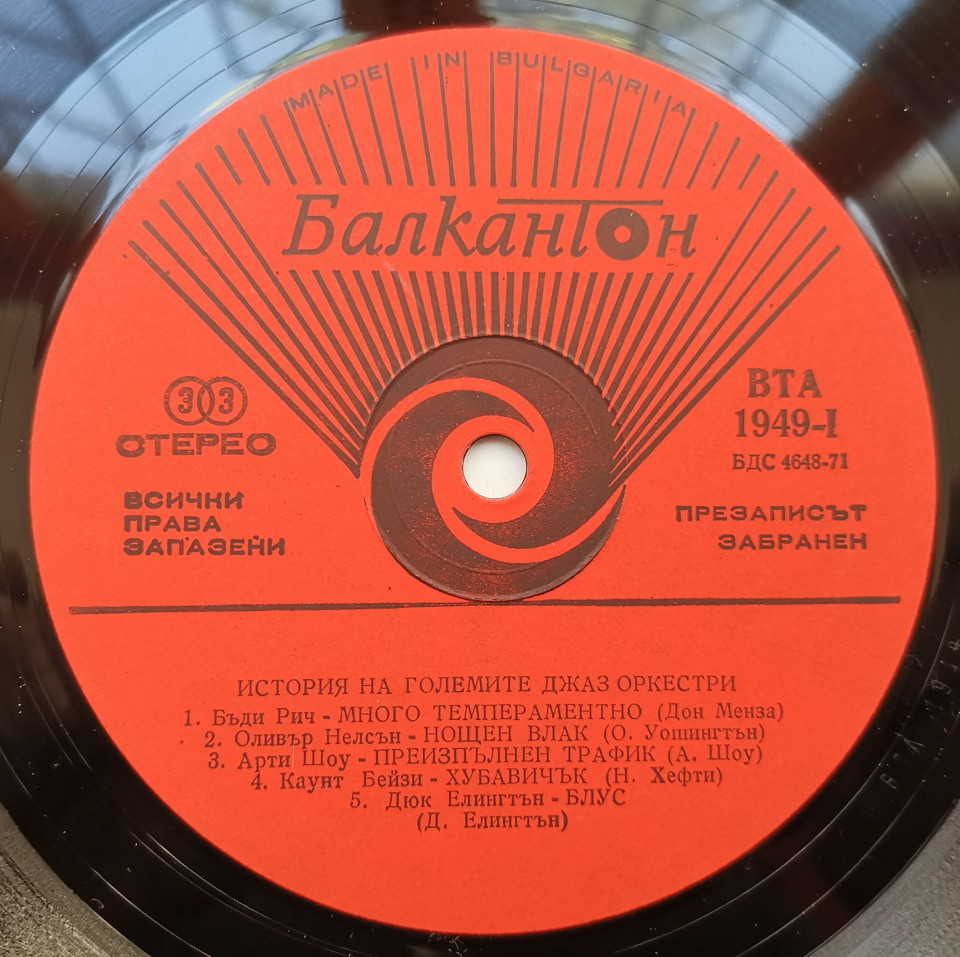 MADE IN BULGARIA
Балкантон
33
СТЕРЕО
ВТА
1949-I
БДС 4648-71
ВСИЧКИ
ПРАВА
ЗАПАЗЕНИ
ПРЕЗАПИСЪТ
ЗАБРАНЕН
ИСТОРИЯ НА ГОЛЕМИТЕ ДЖАЗ ОРКЕСТРИ
1. Бъди Рич - МНОГО ТЕМПЕРАМЕНТНО (Дон Менза)
2. Оливър Нелсън - НОЩЕН ВЛАК (О. Уошингтън)
3. Арти Шоу - ПРЕИЗПЪЛНЕН ТРАФИК (А. Шоу)
4. Каунт Бейзи - ХУБАВИЧЪК (Н. Хефти)
5. Дюк Елингтън - БЛУС
(Д. Елингтън)